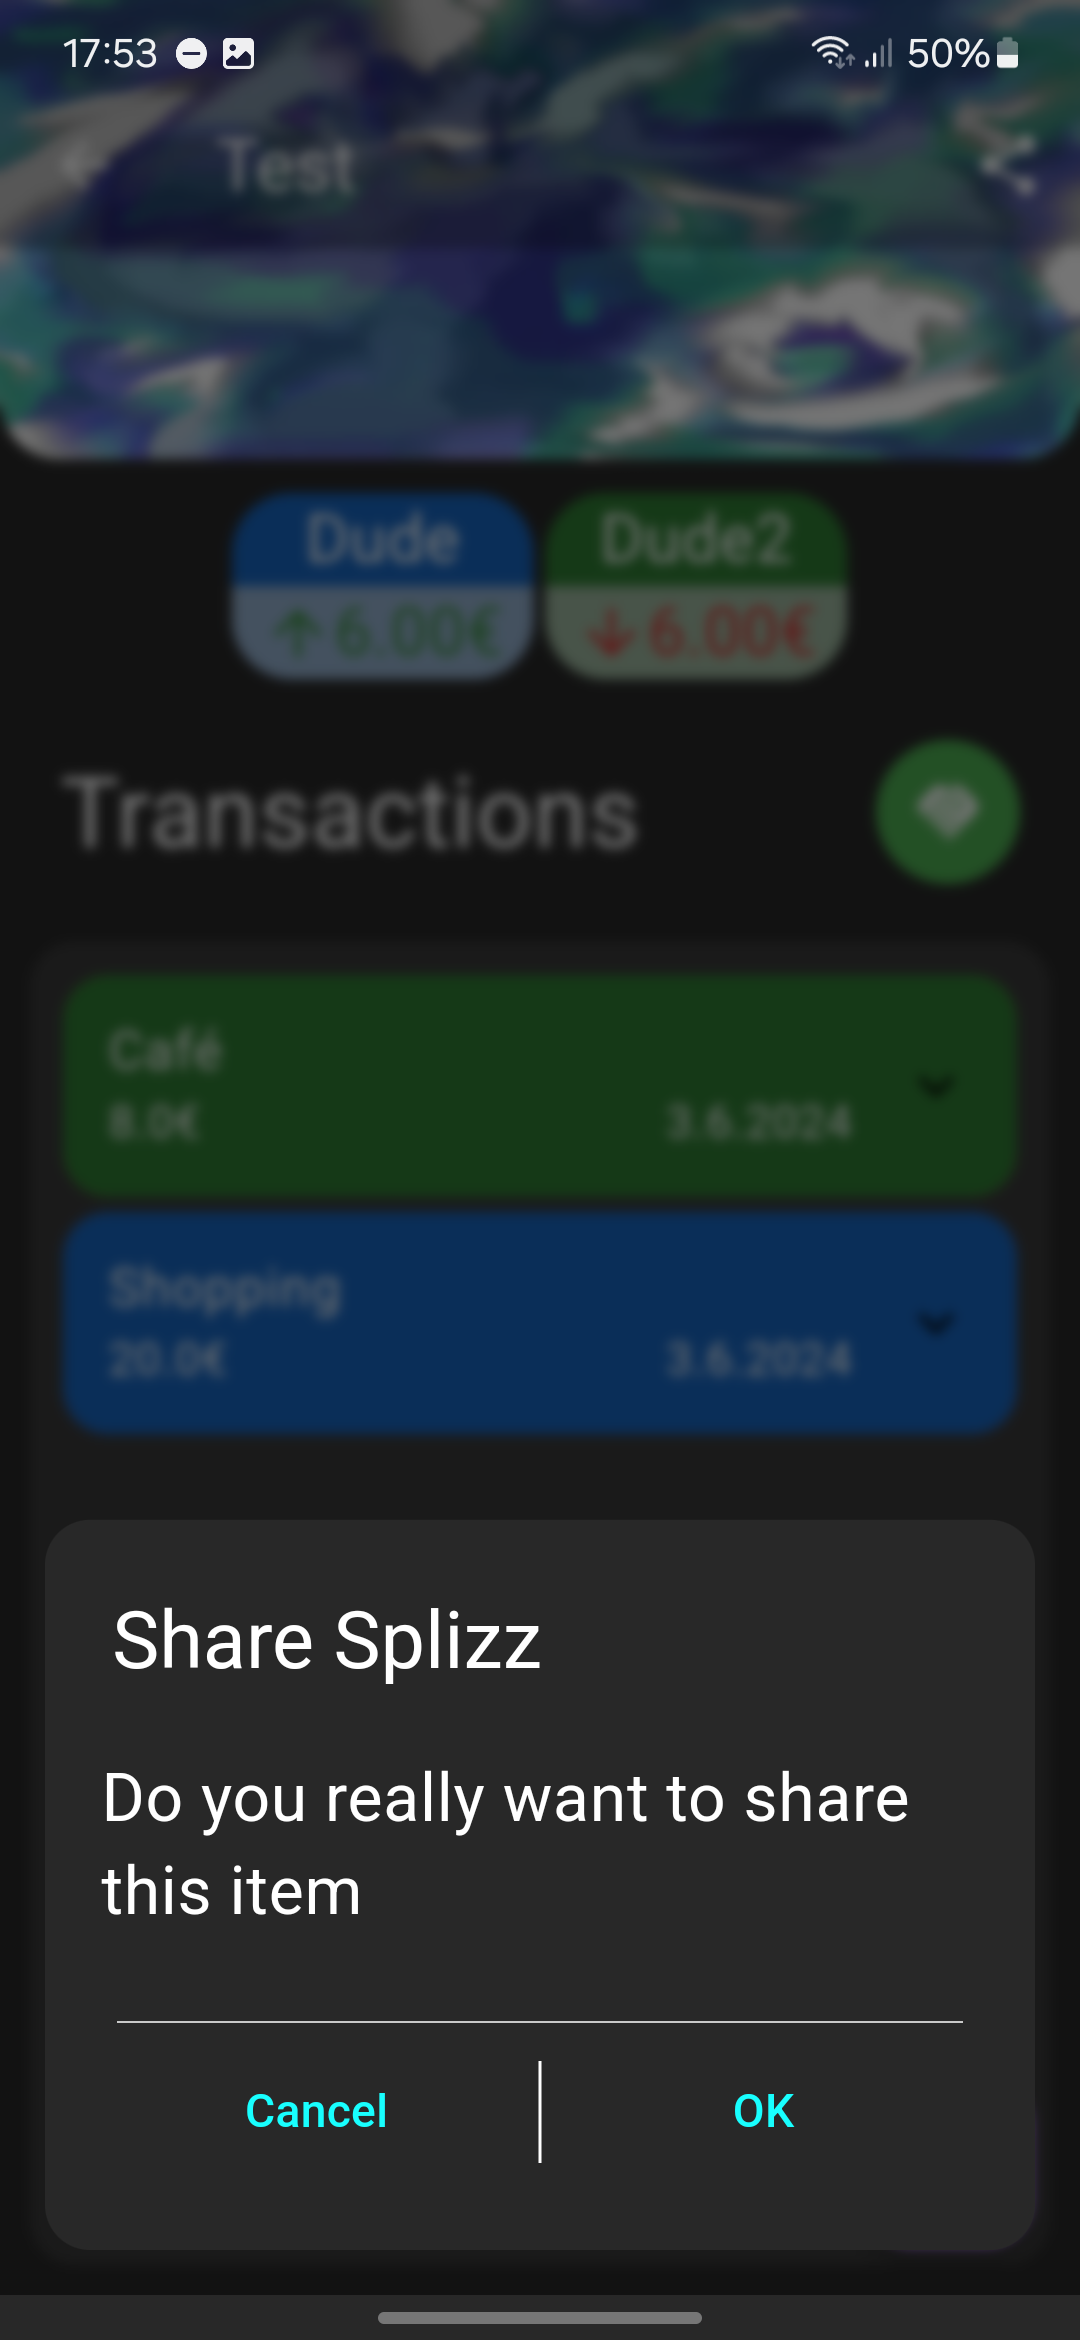 17:53
50%
Test
Dude Dude2
6.00€ 6.00€
Transactions
Café
8.0€ 3.6.2024
Shopping
20.0€ 3.6.2024
Share Splizz
Do you really want to share
this item
Cancel OK